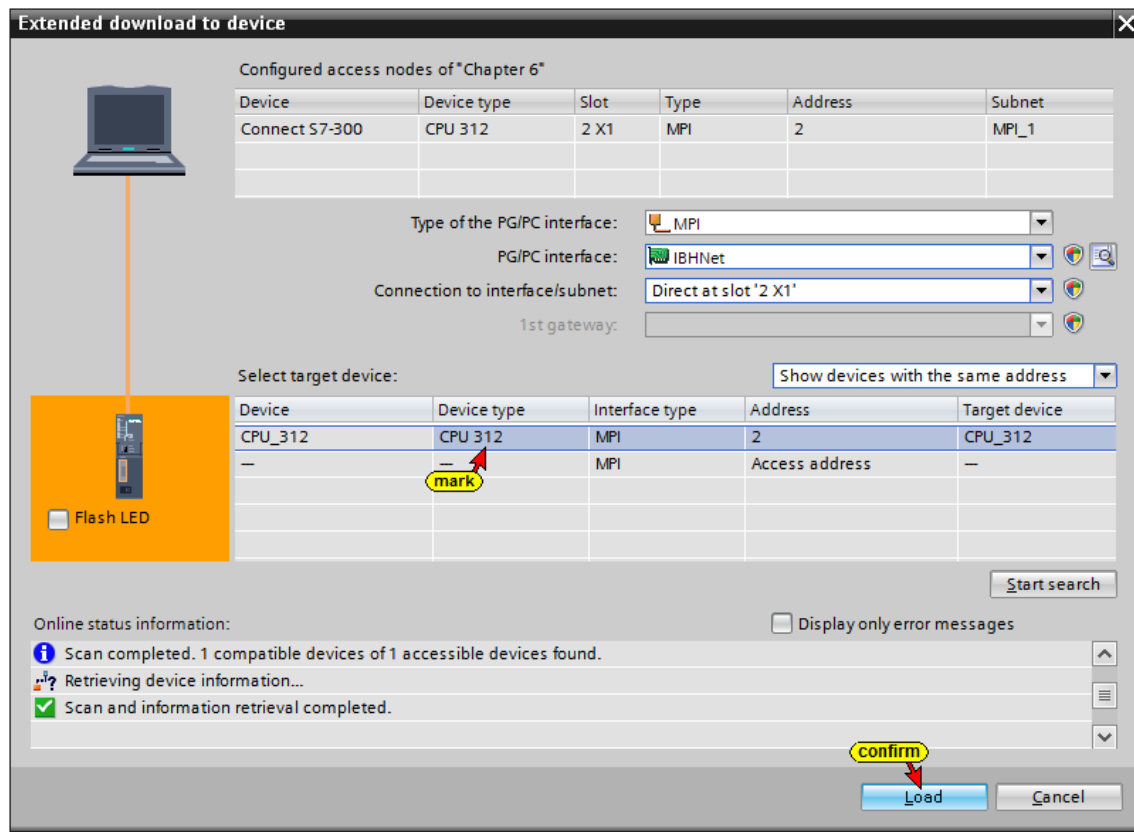 Extended download to device
Configured access nodes of "Chapter 6"
Device Device type Slot Type Address Subnet
Connect S7-300 CPU 312 2 X1 MPI 2 MPI_1
Type of the PG/PC interface: MPI
PG/PC interface: IBHNet
Connection to interface/subnet: Direct at slot '2 X1'
1st gateway:
Select target device: Show devices with the same address
Device Device type Interface type Address Target device
CPU_312 CPU 312 MPI 2 CPU_312
— — MPI Access address —
mark
Flash LED
Start search
Online status information: Display only error messages
Scan completed. 1 compatible devices of 1 accessible devices found.
Retrieving device information...
Scan and information retrieval completed.
confirm
Load Cancel